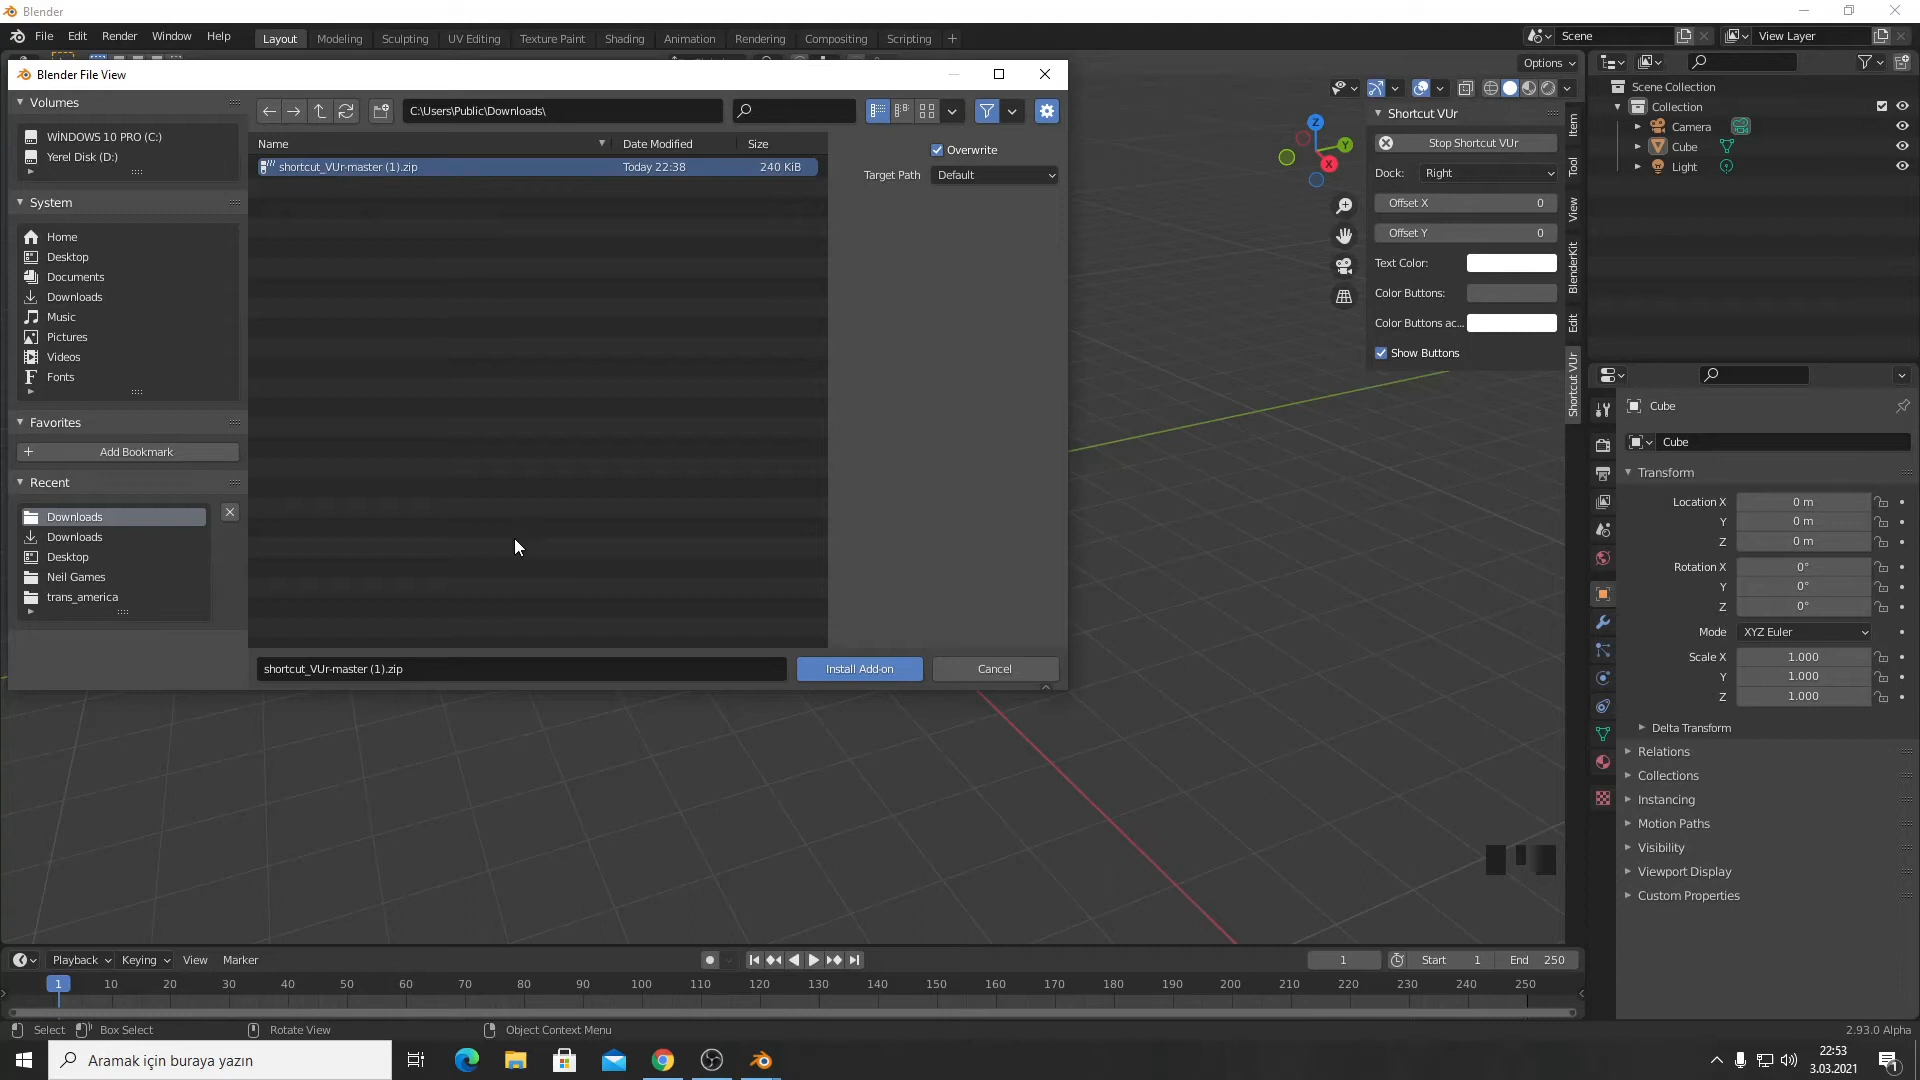 Blender
File Edit Render Window Help
Layout Modeling Sculpting UV Editing Texture Paint Shading Animation Rendering Compositing Scripting +
Scene
View Layer
Options
Blender File View
Volumes
WİNDOWS 10 PRO (C:)
Yerel Disk (D:)
System
Home
Desktop
Documents
Downloads
Music
Pictures
Videos
Fonts
Favorites
Add Bookmark
Recent
Downloads
Downloads
Desktop
Neil Games
trans_america
C:\Users\Public\Downloads\
Name Date Modified Size
shortcut_VUr-master (1).zip Today 22:38 240 KiB
Overwrite
Target Path Default
shortcut_VUr-master (1).zip
Install Add-on
Cancel
Z
Y
X
Shortcut VUr
Stop Shortcut VUr
Dock: Right
Offset X 0
Offset Y 0
Text Color:
Color Buttons:
Color Buttons ac...
Show Buttons
Item
Tool
View
BlenderKit
Edit
Shortcut VUr
Scene Collection
Collection
Camera
Cube
Light
Cube
Cube
Transform
Location X 0 m
Y 0 m
Z 0 m
Rotation X 0°
Y 0°
Z 0°
Mode XYZ Euler
Scale X 1.000
Y 1.000
Z 1.000
Delta Transform
Relations
Collections
Instancing
Motion Paths
Visibility
Viewport Display
Custom Properties
Playback Keying View Marker
1
Start 1
End 250
1 10 20 30 40 50 60 70 80 90 100 110 120 130 140 150 160 170 180 190 200 210 220 230 240 250
Select Box Select Rotate View Object Context Menu
2.93.0 Alpha
Aramak için buraya yazın
22:53
3.03.2021
1